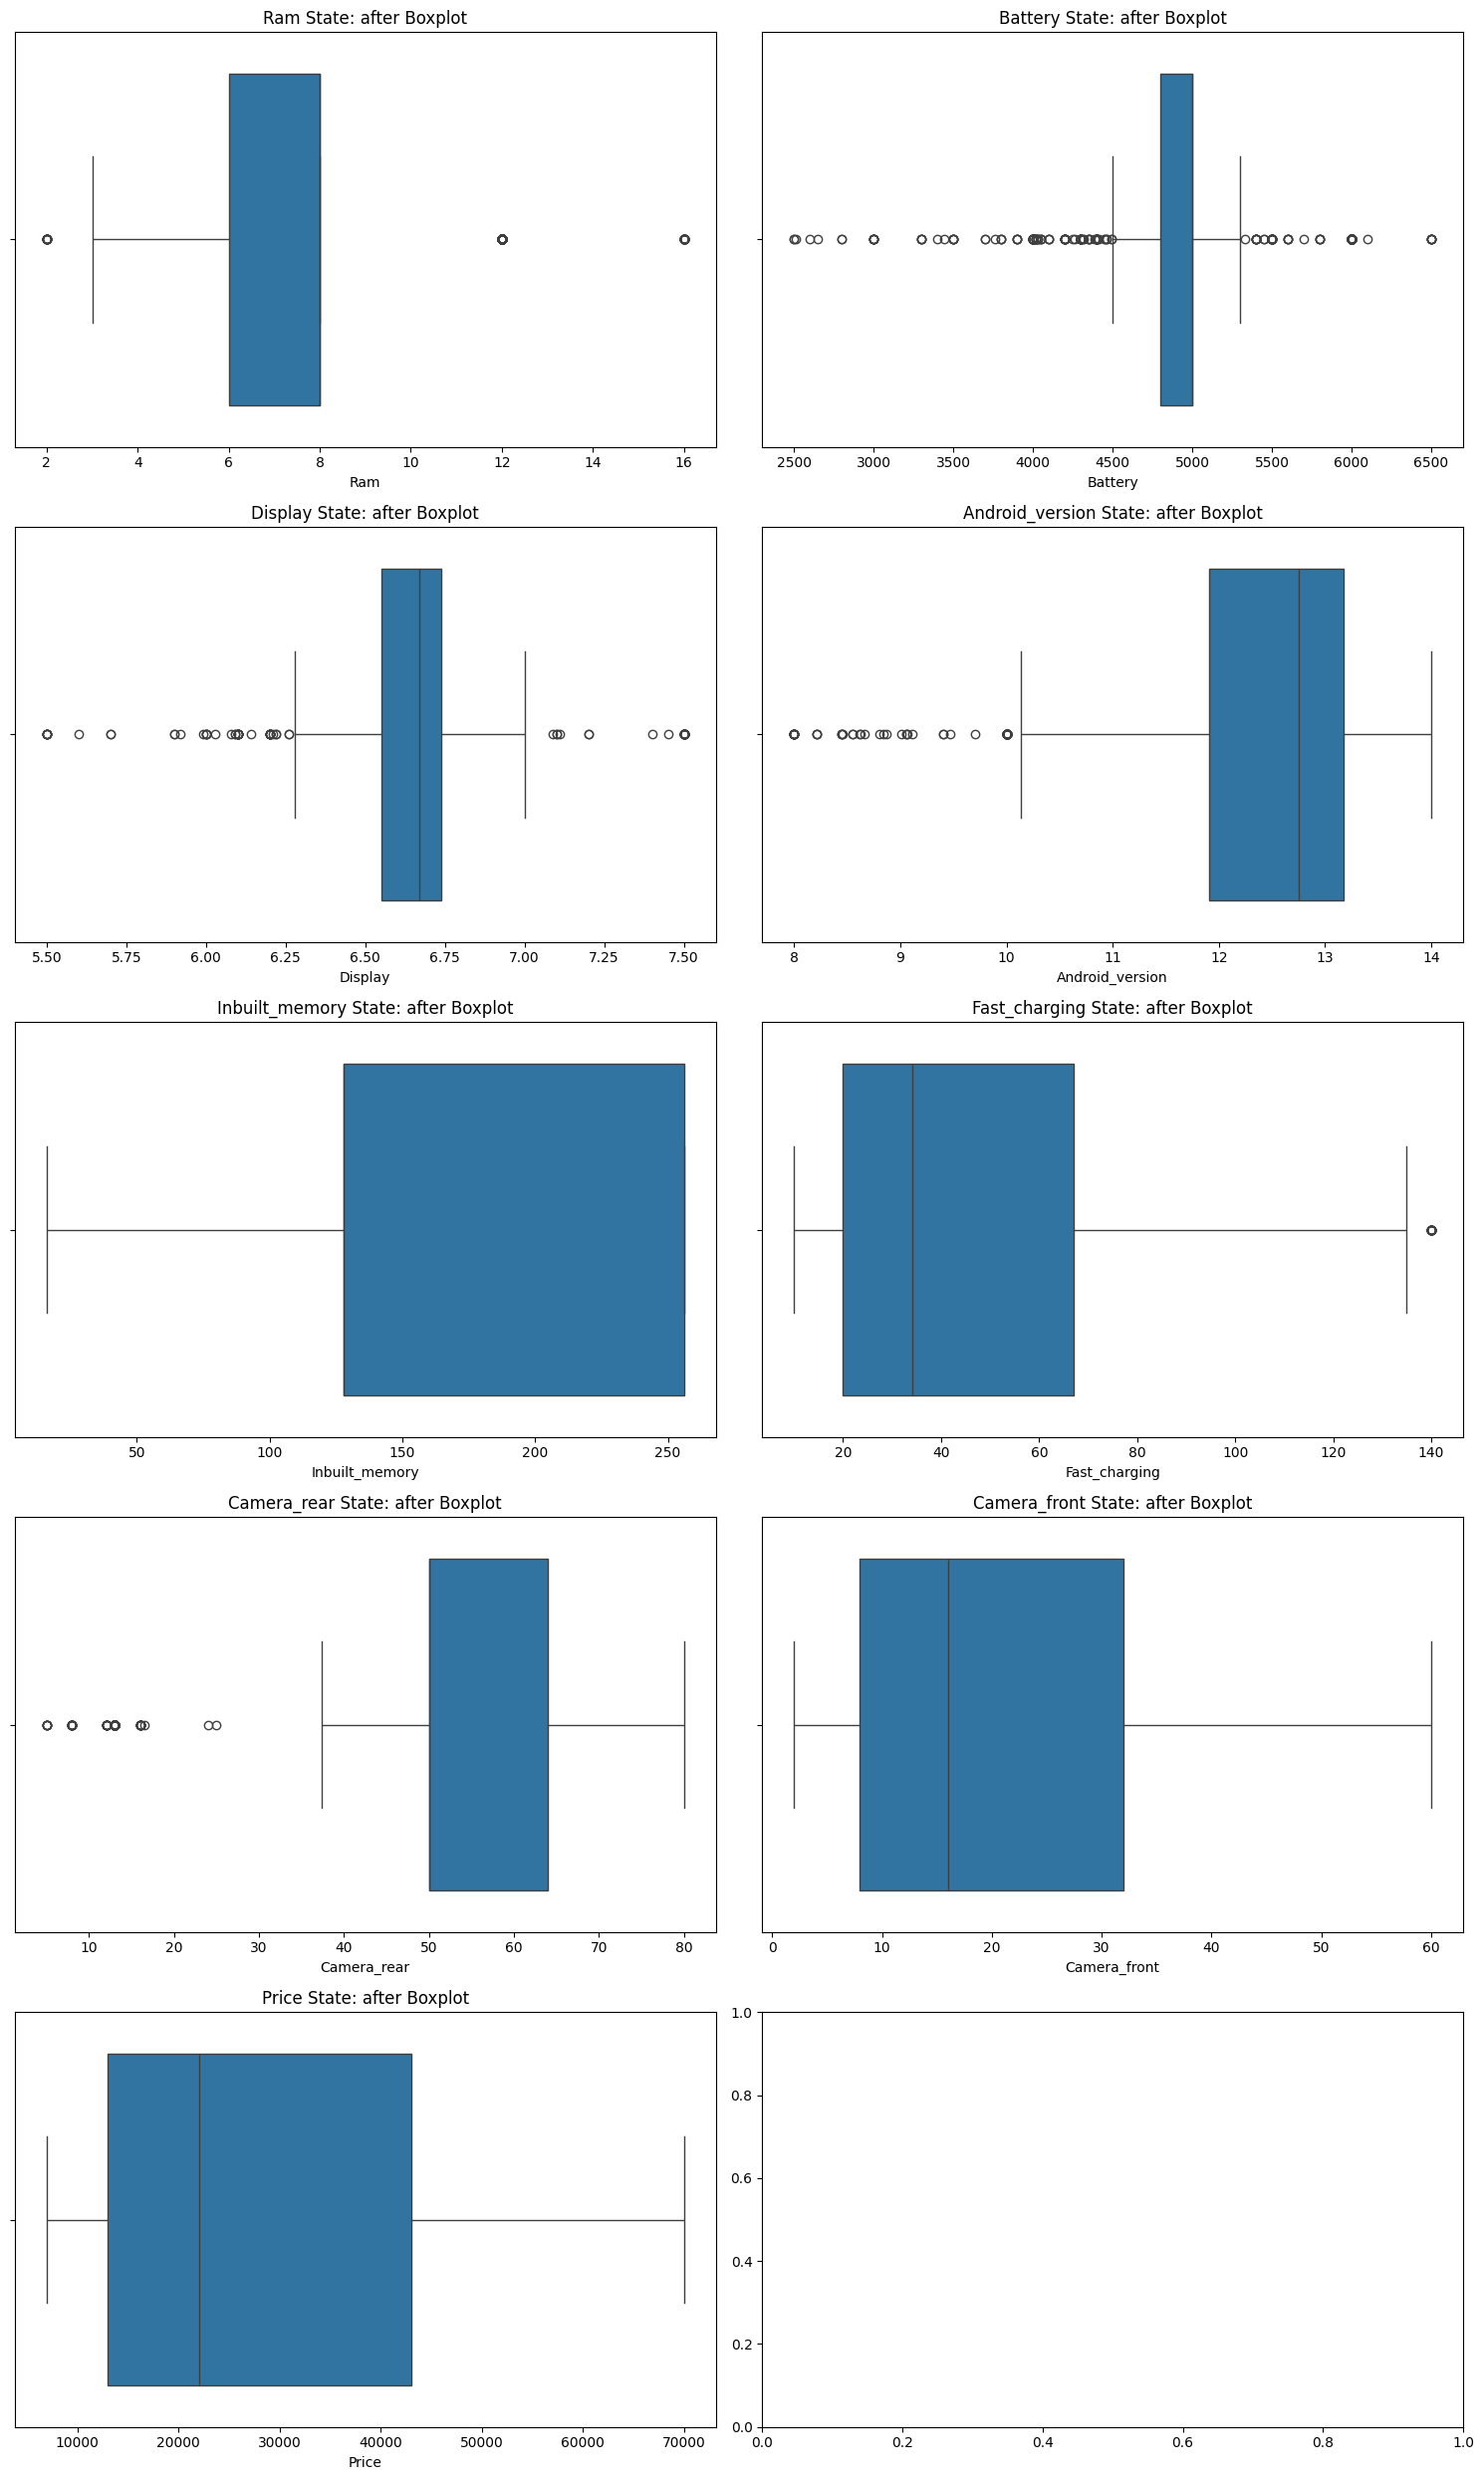 Ram State: after Boxplot
2 4 6 8 10 12 14 16
Ram
Battery State: after Boxplot
2500 3000 3500 4000 4500 5000 5500 6000 6500
Battery
Display State: after Boxplot
5.50 5.75 6.00 6.25 6.50 6.75 7.00 7.25 7.50
Display
Android_version State: after Boxplot
8 9 10 11 12 13 14
Android_version
Inbuilt_memory State: after Boxplot
50 100 150 200 250
Inbuilt_memory
Fast_charging State: after Boxplot
20 40 60 80 100 120 140
Fast_charging
Camera_rear State: after Boxplot
10 20 30 40 50 60 70 80
Camera_rear
Camera_front State: after Boxplot
0 10 20 30 40 50 60
Camera_front
Price State: after Boxplot
10000 20000 30000 40000 50000 60000 70000
Price
1.0
0.8
0.6
0.4
0.2
0.0
0.0 0.2 0.4 0.6 0.8 1.0